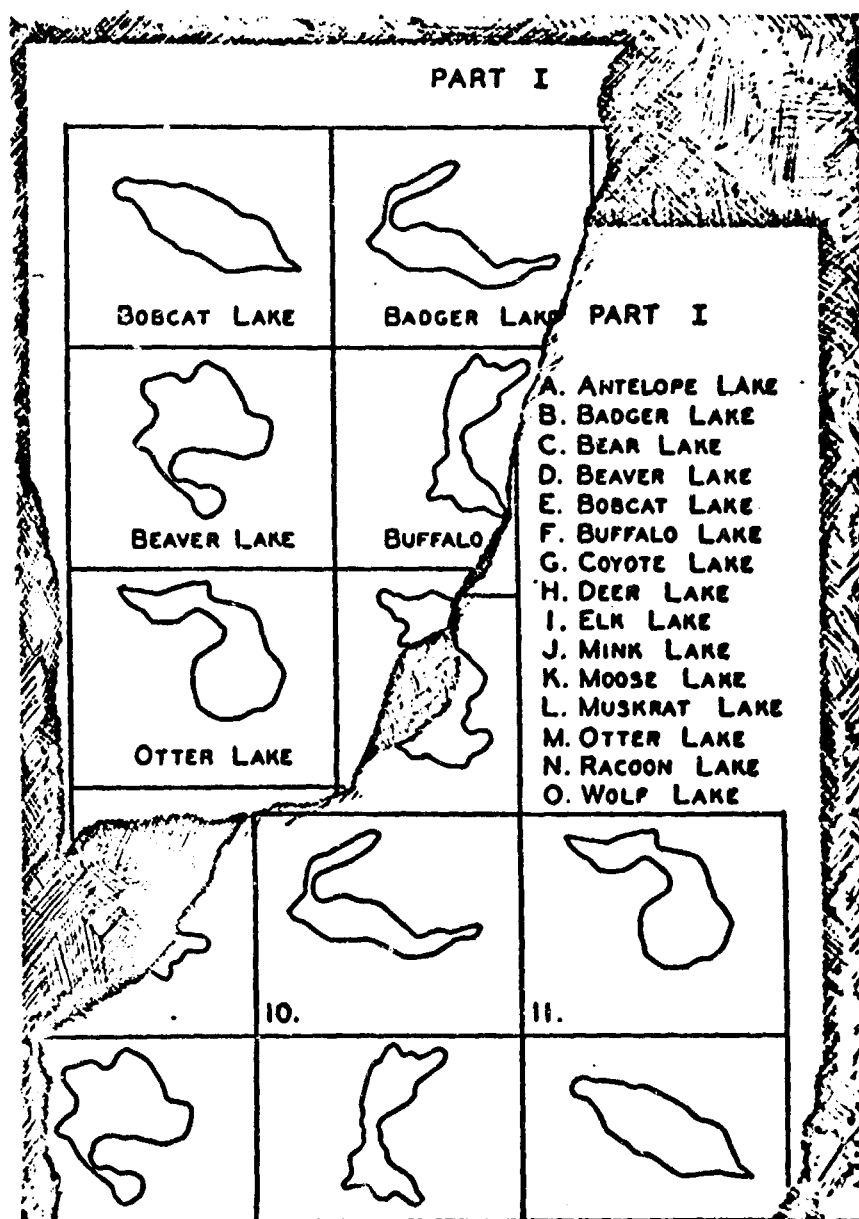 PART I
BOBCAT LAKE
BADGER LAKE
BEAVER LAKE
BUFFALO
OTTER LAKE
PART I
A. ANTELOPE LAKE
B. BADGER LAKE
C. BEAR LAKE
D. BEAVER LAKE
E. BOBCAT LAKE
F. BUFFALO LAKE
G. COYOTE LAKE
H. DEER LAKE
I. ELK LAKE
J. MINK LAKE
K. MOOSE LAKE
L. MUSKRAT LAKE
M. OTTER LAKE
N. RACOON LAKE
O. WOLF LAKE
10.
11.